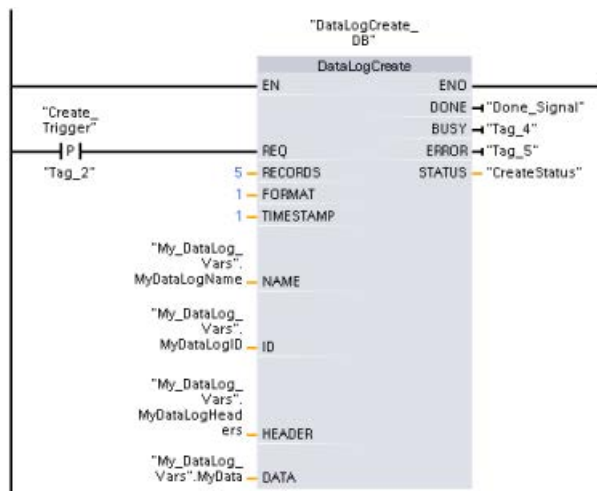 "DataLogCreate_
DB"
DataLogCreate
EN ENO
DONE "Done_Signal"
"Create_
Trigger"
BUSY "Tag_4"
P REQ ERROR "Tag_5"
"Tag_2"
5 RECORDS STATUS "CreateStatus"
1 FORMAT
1 TIMESTAMP
"My_DataLog_
Vars".
MyDataLogName NAME
"My_DataLog_
Vars".
MyDataLogID ID
"My_DataLog_
Vars".
MyDataLogHead
ers HEADER
"My_DataLog_
Vars".MyData DATA